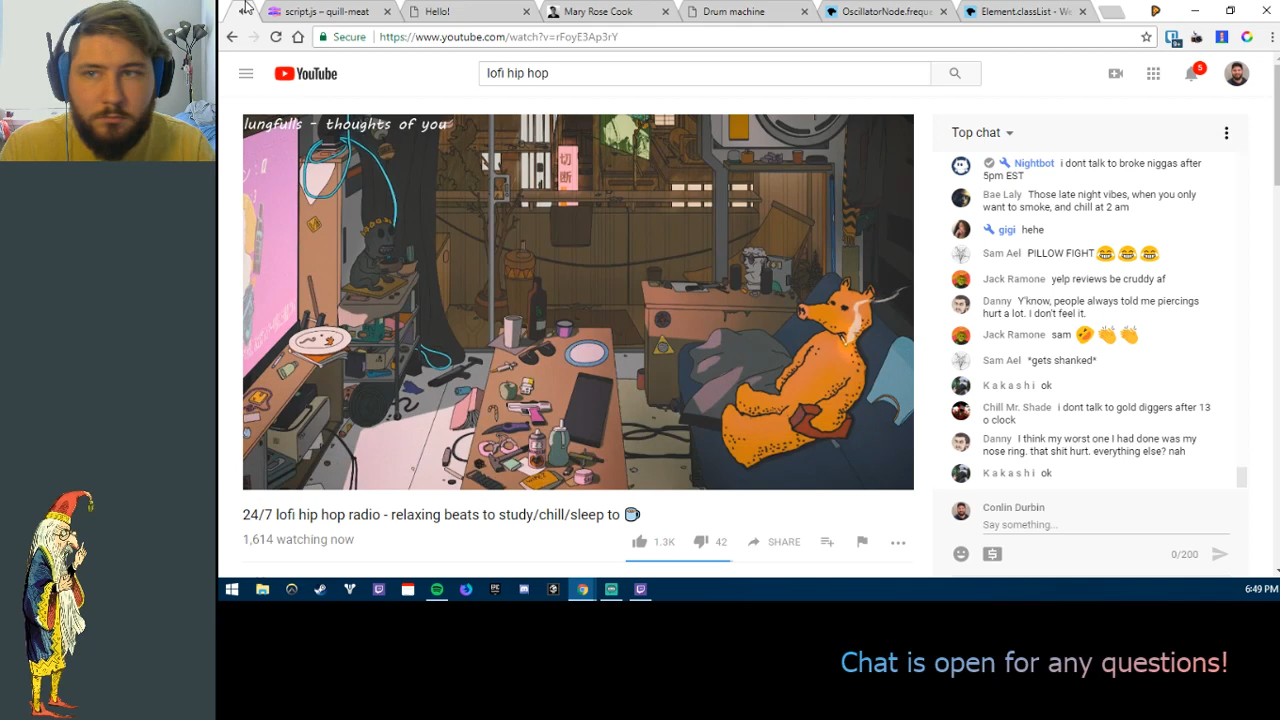 script.js – quill-meat
Hello!
Mary Rose Cook
Drum machine
OscillatorNode.freque
Element.classList - We
Secure
https://www.youtube.com/watch?v=rFoyE3Ap3rY
YouTube
lofi hip hop
5
lungfulls - thoughts of you
切
断
Top chat
Nightbot i dont talk to broke niggas after
5pm EST
Bae Laly Those late night vibes, when you only
want to smoke, and chill at 2 am
gigi hehe
Sam Ael PILLOW FIGHT
Jack Ramone yelp reviews be cruddy af
Danny Y'know, people always told me piercings
hurt a lot. I don't feel it.
Jack Ramone sam
Sam Ael *gets shanked*
K a k a s h i ok
Chill Mr. Shade i dont talk to gold diggers after 13
o clock
Danny I think my worst one I had done was my
nose ring. that shit hurt. everything else? nah
K a k a s h i ok
Conlin Durbin
Say something...
0/200
24/7 lofi hip hop radio - relaxing beats to study/chill/sleep to
1,614 watching now
1.3K
42
SHARE
6:49 PM
Chat is open for any questions!